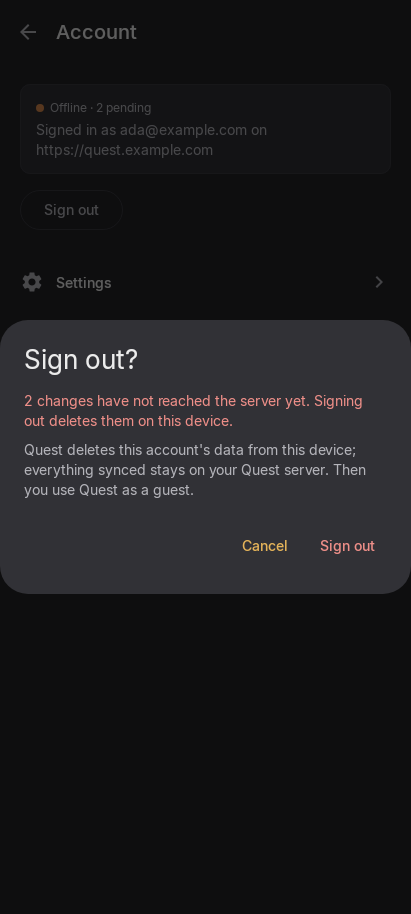 Account
Offline · 2 pending
Signed in as ada@example.com on
https://quest.example.com
Sign out
Settings
Sign out?
2 changes have not reached the server yet. Signing
out deletes them on this device.
Quest deletes this account's data from this device;
everything synced stays on your Quest server. Then
you use Quest as a guest.
Cancel
Sign out